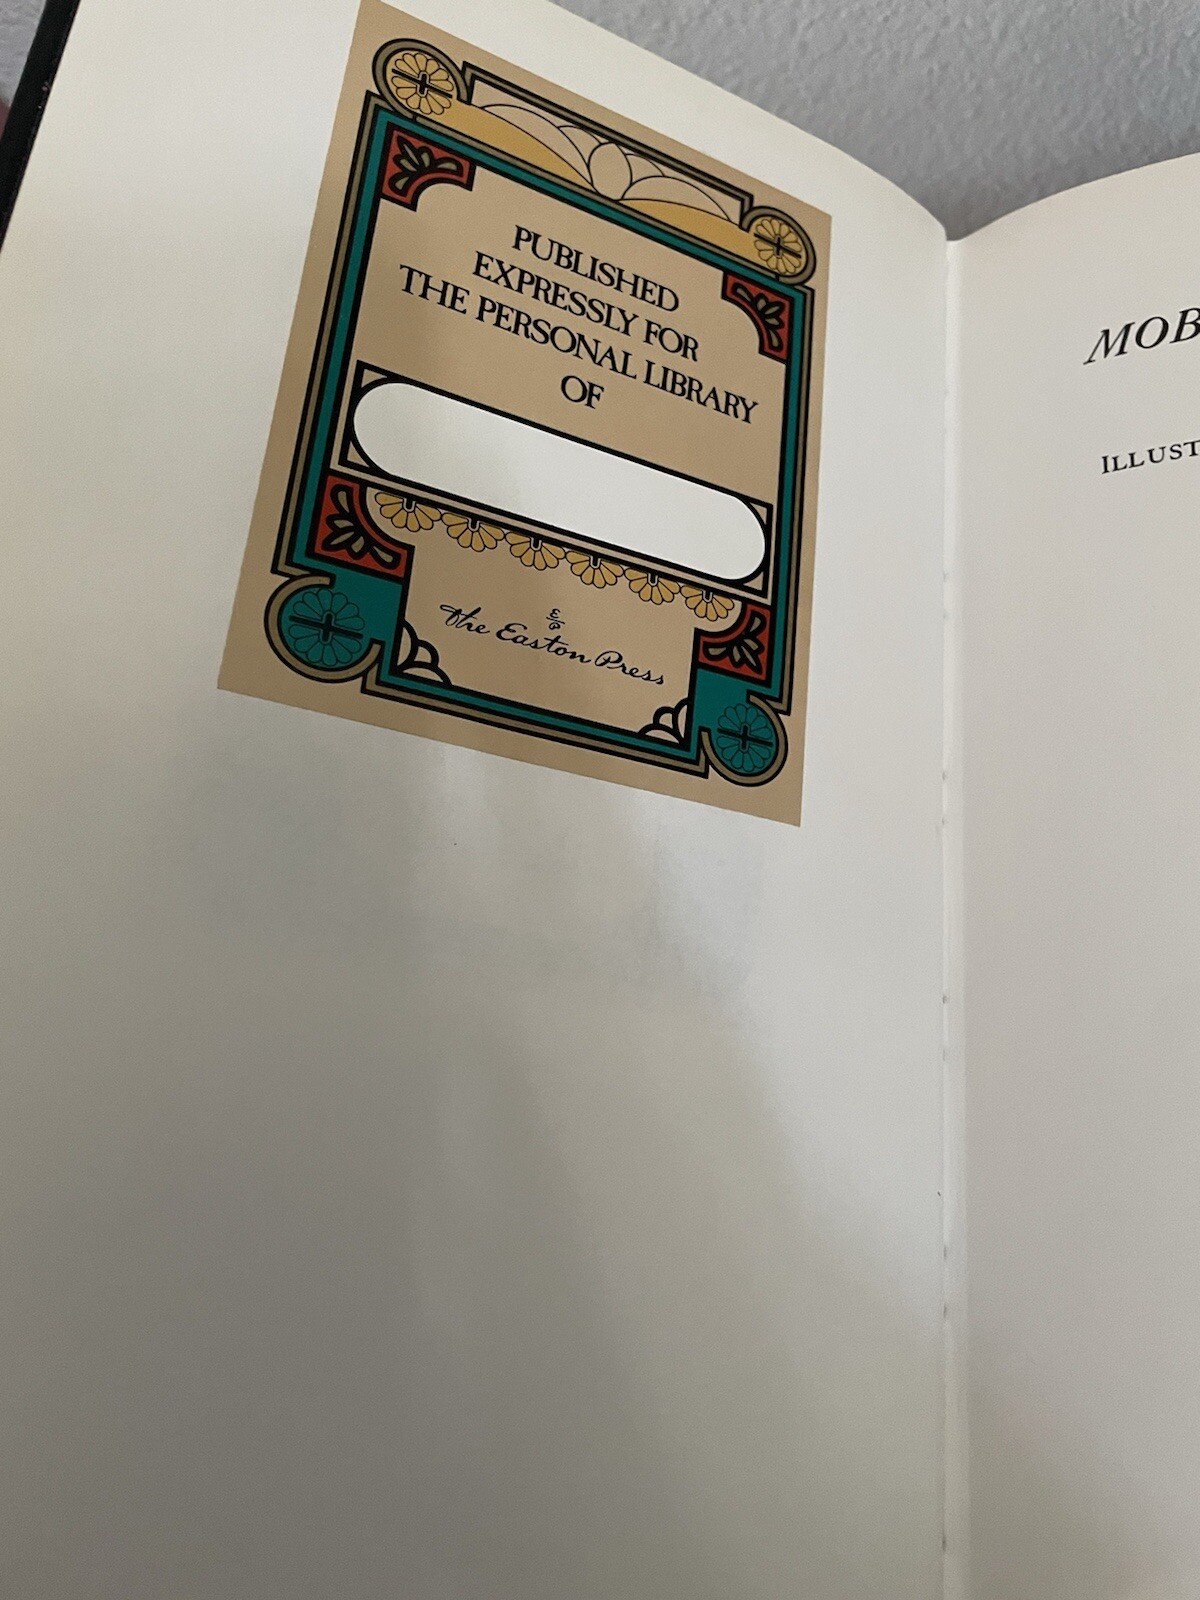 PUBLISHED
EXPRESSLY FOR
THE PERSONAL LIBRARY
OF
E/P
The Easton Press
MOB
ILLUST